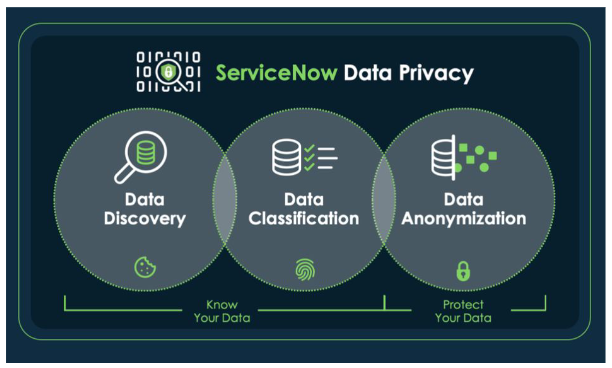 ServiceNow Data Privacy
Data
Discovery
Data
Classification
Data
Anonymization
Know
Your Data
Protect
Your Data